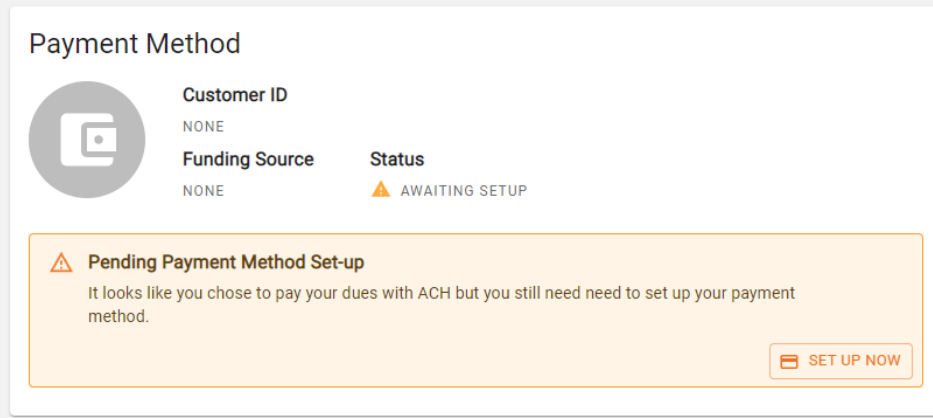 Payment Method
Customer ID
NONE
Funding Source
NONE
Status
AWAITING SETUP
Pending Payment Method Set-up
It looks like you chose to pay your dues with ACH but you still need need to set up your payment
method.
SET UP NOW